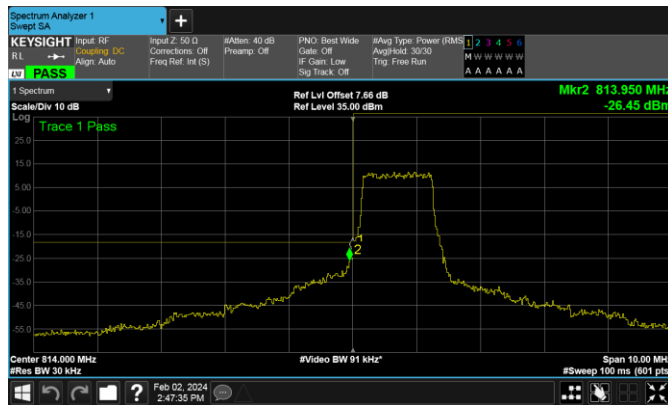 Spectrum Analyzer 1
Swept SA
KEYSIGHT
RL
LXI PASS
Input: RF
Coupling: DC
Align: Auto
Input Z: 50 Ω
Corrections: Off
Freq Ref: Int (S)
#Atten: 40 dB
Preamp: Off
PNO: Best Wide
Gate: Off
IF Gain: Low
Sig Track: Off
#Avg Type: Power (RMS
Avg|Hold: 30/30
Trig: Free Run
1 2 3 4 5 6
M W W W W W
A A A A A A
1 Spectrum
Scale/Div 10 dB
Ref Lvl Offset 7.66 dB
Ref Level 35.00 dBm
Mkr2 813.950 MHz
-26.45 dBm
Log
Trace 1 Pass
25.0
15.0
5.00
-5.00
-15.0
-25.0
-35.0
-45.0
-55.0
1
2
Center 814.000 MHz
#Res BW 30 kHz
#Video BW 91 kHz*
Span 10.00 MHz
#Sweep 100 ms (601 pts
?
Feb 02, 2024
2:47:35 PM